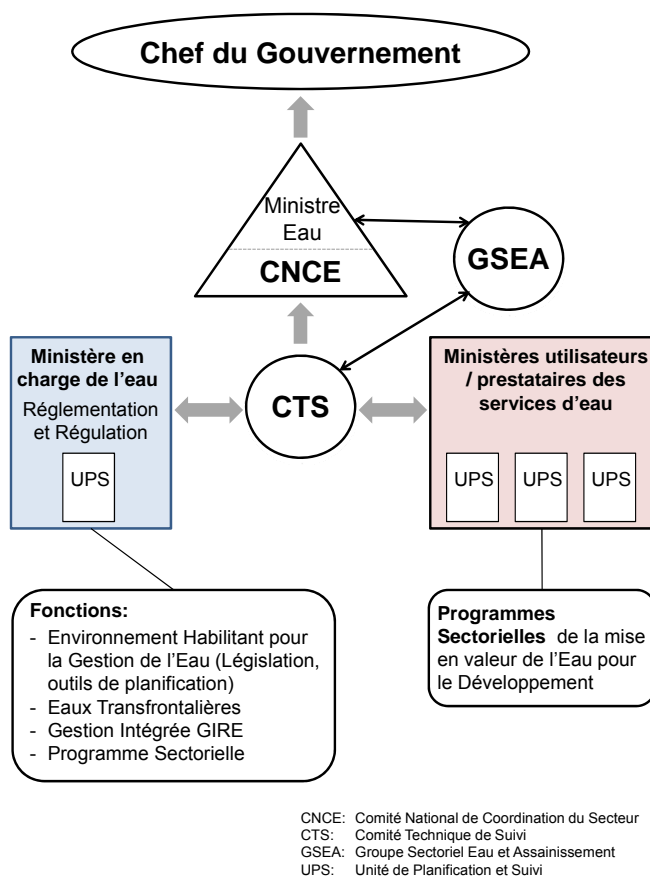 Chef du Gouvernement
Ministre
Eau
CNCE
GSEA
CTS
Ministère en
charge de l'eau
Réglementation
et Régulation
UPS
Ministères utilisateurs
/ prestataires des
services d'eau
UPS
UPS
UPS
Fonctions:
- Environnement Habilitant pour
la Gestion de l'Eau (Législation,
outils de planification)
- Eaux Transfrontalières
- Gestion Intégrée GIRE
- Programme Sectorielle
Programmes
Sectorielles de la mise
en valeur de l'Eau pour
le Développement
CNCE: Comité National de Coordination du Secteur
CTS: Comité Technique de Suivi
GSEA: Groupe Sectoriel Eau et Assainissement
UPS: Unité de Planification et Suivi